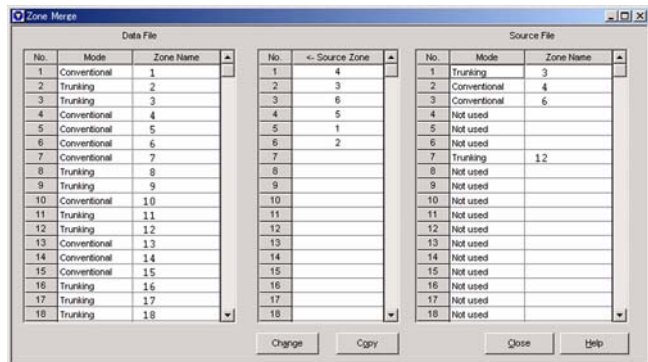 Zone Merge
Data File
Source File
No. Mode Zone Name No. <- Source Zone No. Mode Zone Name
1 Conventional 1 1 4 1 Trunking 3
2 Trunking 2 2 3 2 Conventional 4
3 Trunking 3 3 6 3 Conventional 6
4 Conventional 4 4 5 4 Not used
5 Conventional 5 5 1 5 Not used
6 Conventional 6 6 2 6 Not used
7 Conventional 7 7 7 Trunking 12
8 Trunking 8 8 8 Not used
9 Trunking 9 9 9 Not used
10 Conventional 10 10 10 Not used
11 Trunking 11 11 11 Not used
12 Trunking 12 12 12 Not used
13 Conventional 13 13 13 Not used
14 Conventional 14 14 14 Not used
15 Conventional 15 15 15 Not used
16 Trunking 16 16 16 Not used
17 Trunking 17 17 17 Not used
18 Trunking 18 18 18 Not used
Change Copy Close Help